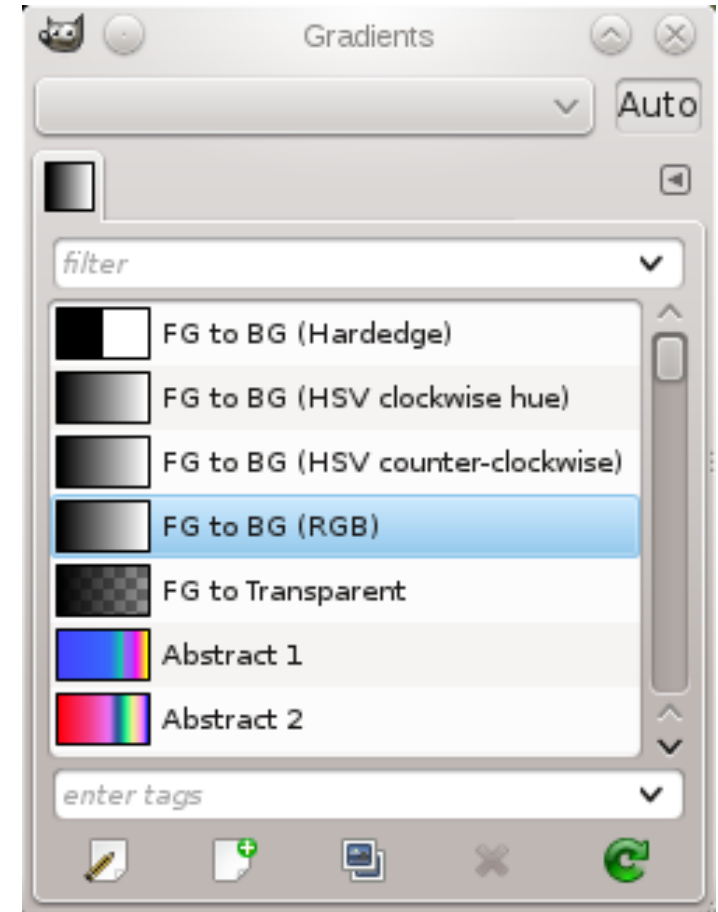 Gradients
Auto
filter
FG to BG (Hardedge)
FG to BG (HSV clockwise hue)
FG to BG (HSV counter-clockwise)
FG to BG (RGB)
FG to Transparent
Abstract 1
Abstract 2
enter tags